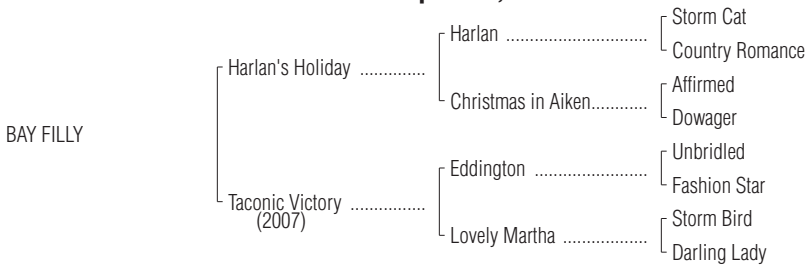 Storm Cat
Harlan ..............................
Country Romance
Harlan's Holiday ..............
Affirmed
Christmas in Aiken............
Dowager
BAY FILLY
Unbridled
Eddington ........................
Fashion Star
Taconic Victory ................
(2007)
Storm Bird
Lovely Martha ..................
Darling Lady